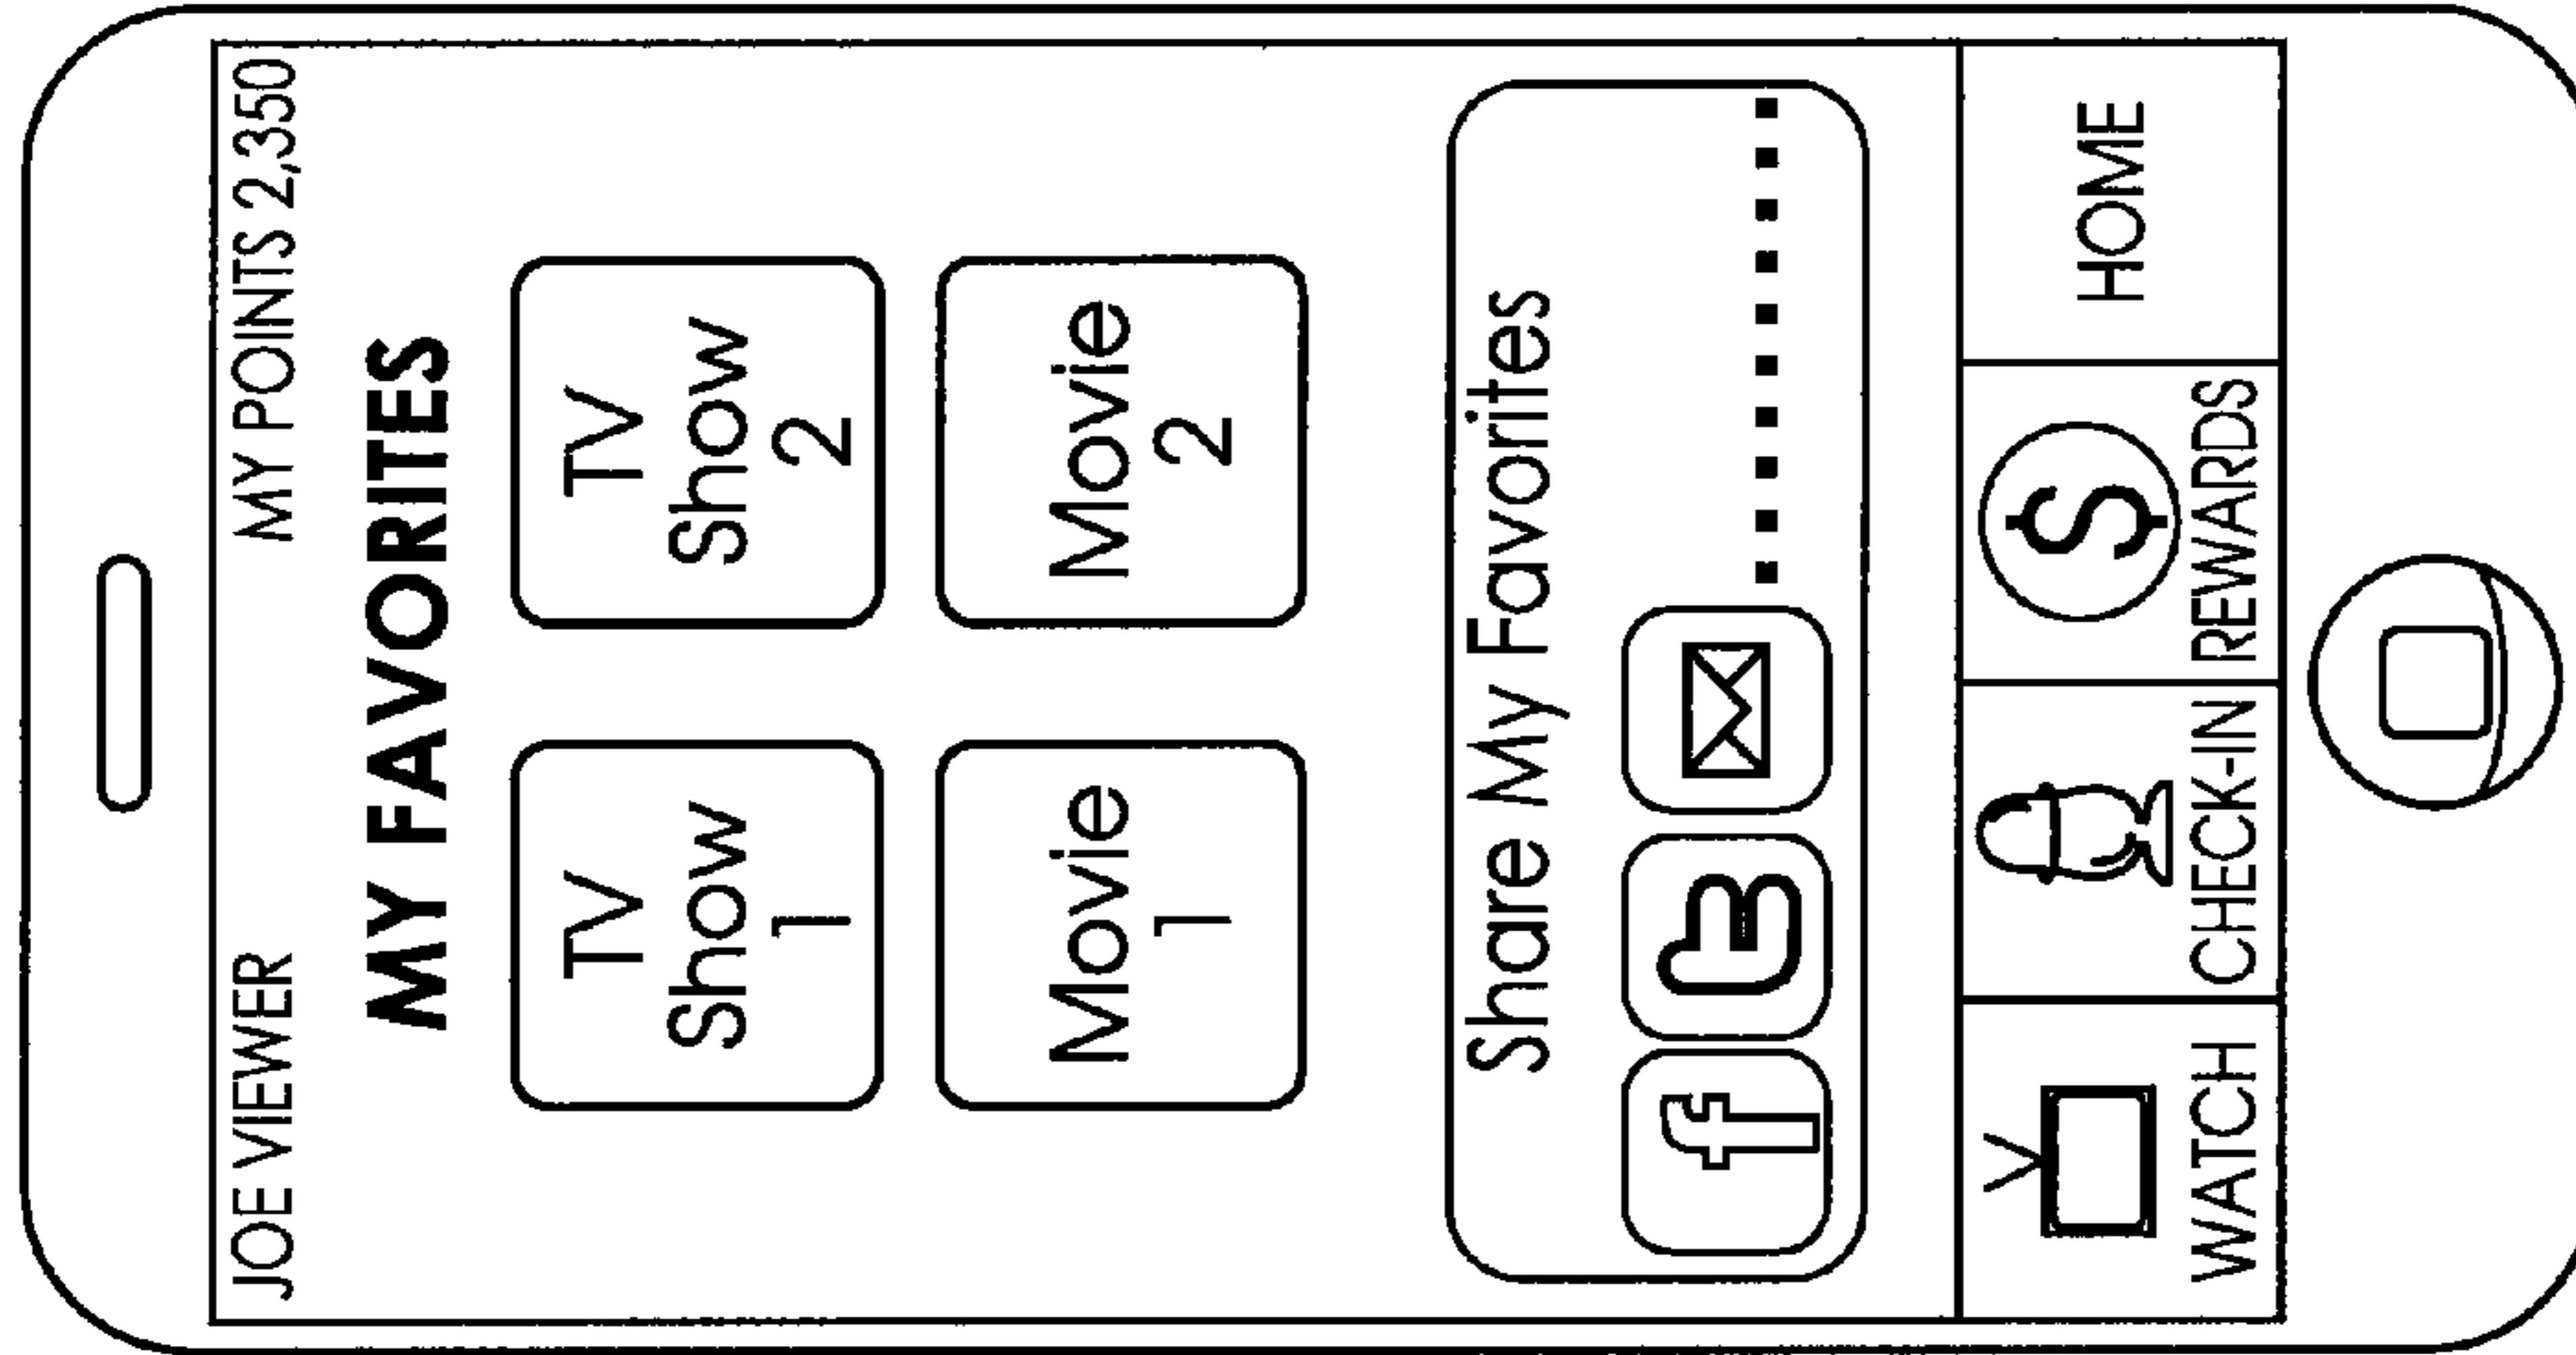 JOE VIEWER MY POINTS 2,350
MY FAVORITES
TV Show 1
TV Show 2
Movie 1
Movie 2
Share My Favorites
f t
$
WATCH CHECK-IN REWARDS HOME